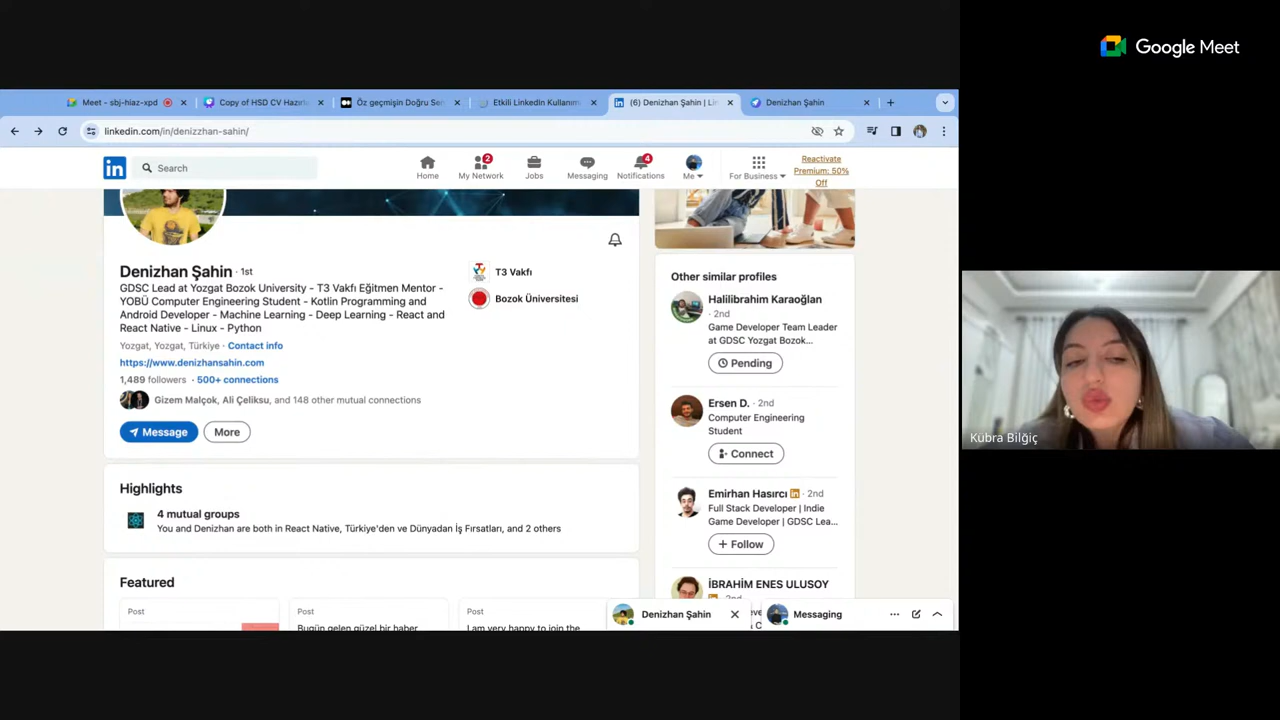 Google Meet
Meet - sbj-hiaz-xpd
Copy of HSD CV Hazırl
Öz geçmişin Doğru Se
Etkili LinkedIn Kullanım
(6) Denizhan Şahin | Lin
Denizhan Şahin
linkedin.com/in/denizzhan-sahin/
in
Search
Home
2
My Network
Jobs
Messaging
4
Notifications
Me
For Business
Reactivate
Premium: 50%
Off
Denizhan Şahin · 1st
GDSC Lead at Yozgat Bozok University - T3 Vakfı Eğitmen Mentor -
YOBÜ Computer Engineering Student - Kotlin Programming and
Android Developer - Machine Learning - Deep Learning - React and
React Native - Linux - Python
Yozgat, Yozgat, Türkiye · Contact info
https://www.denizhansahin.com
1,489 followers · 500+ connections
Gizem Malçok, Ali Çeliksu, and 148 other mutual connections
Message
More
T3 Vakfı
Bozok Üniversitesi
Highlights
4 mutual groups
You and Denizhan are both in React Native, Türkiye'den ve Dünyadan İş Fırsatları, and 2 others
Featured
Post
Post
Bugün gelen güzel bir haber
Post
I am very happy to join the
Other similar profiles
Halilibrahim Karaoğlan
· 2nd
Game Developer Team Leader
at GDSC Yozgat Bozok...
Pending
Ersen D. · 2nd
Computer Engineering
Student
Connect
Emirhan Hasırcı in · 2nd
Full Stack Developer | Indie
Game Developer | GDSC Lea...
Follow
İBRAHİM ENES ULUSOY
Denizhan Şahin
Messaging
Kübra Bilğiç